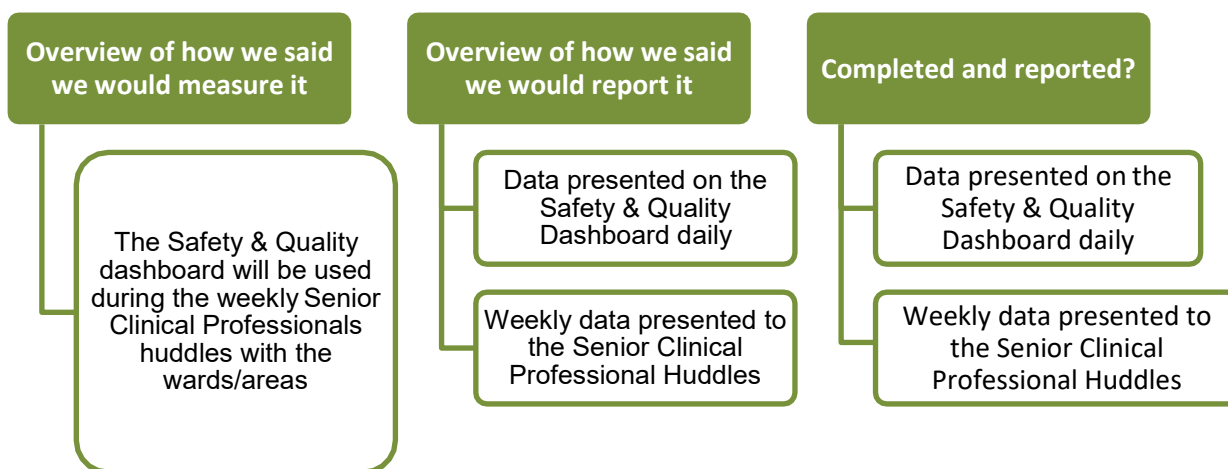 Overview of how we said
we would measure it
The Safety & Quality
dashboard will be used
during the weekly Senior
Clinical Professionals
huddles with the
wards/areas
Overview of how we said
we would report it
Data presented on the
Safety & Quality
Dashboard daily
Weekly data presented to
the Senior Clinical
Professional Huddles
Completed and reported?
Data presented on the
Safety & Quality
Dashboard daily
Weekly data presented to
the Senior Clinical
Professional Huddles